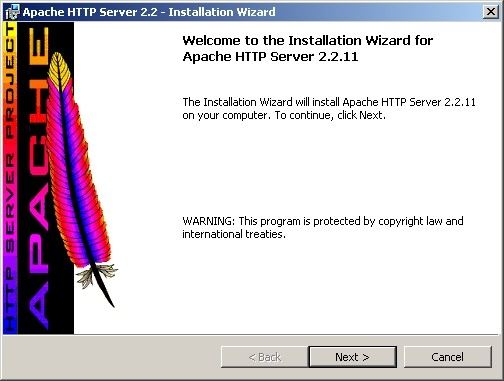 Apache HTTP Server 2.2 - Installation Wizard
HTTP SERVER PROJECT
APACHE
Welcome to the Installation Wizard for
Apache HTTP Server 2.2.11
The Installation Wizard will install Apache HTTP Server 2.2.11
on your computer. To continue, click Next.
WARNING: This program is protected by copyright law and
international treaties.
< Back
Next >
Cancel